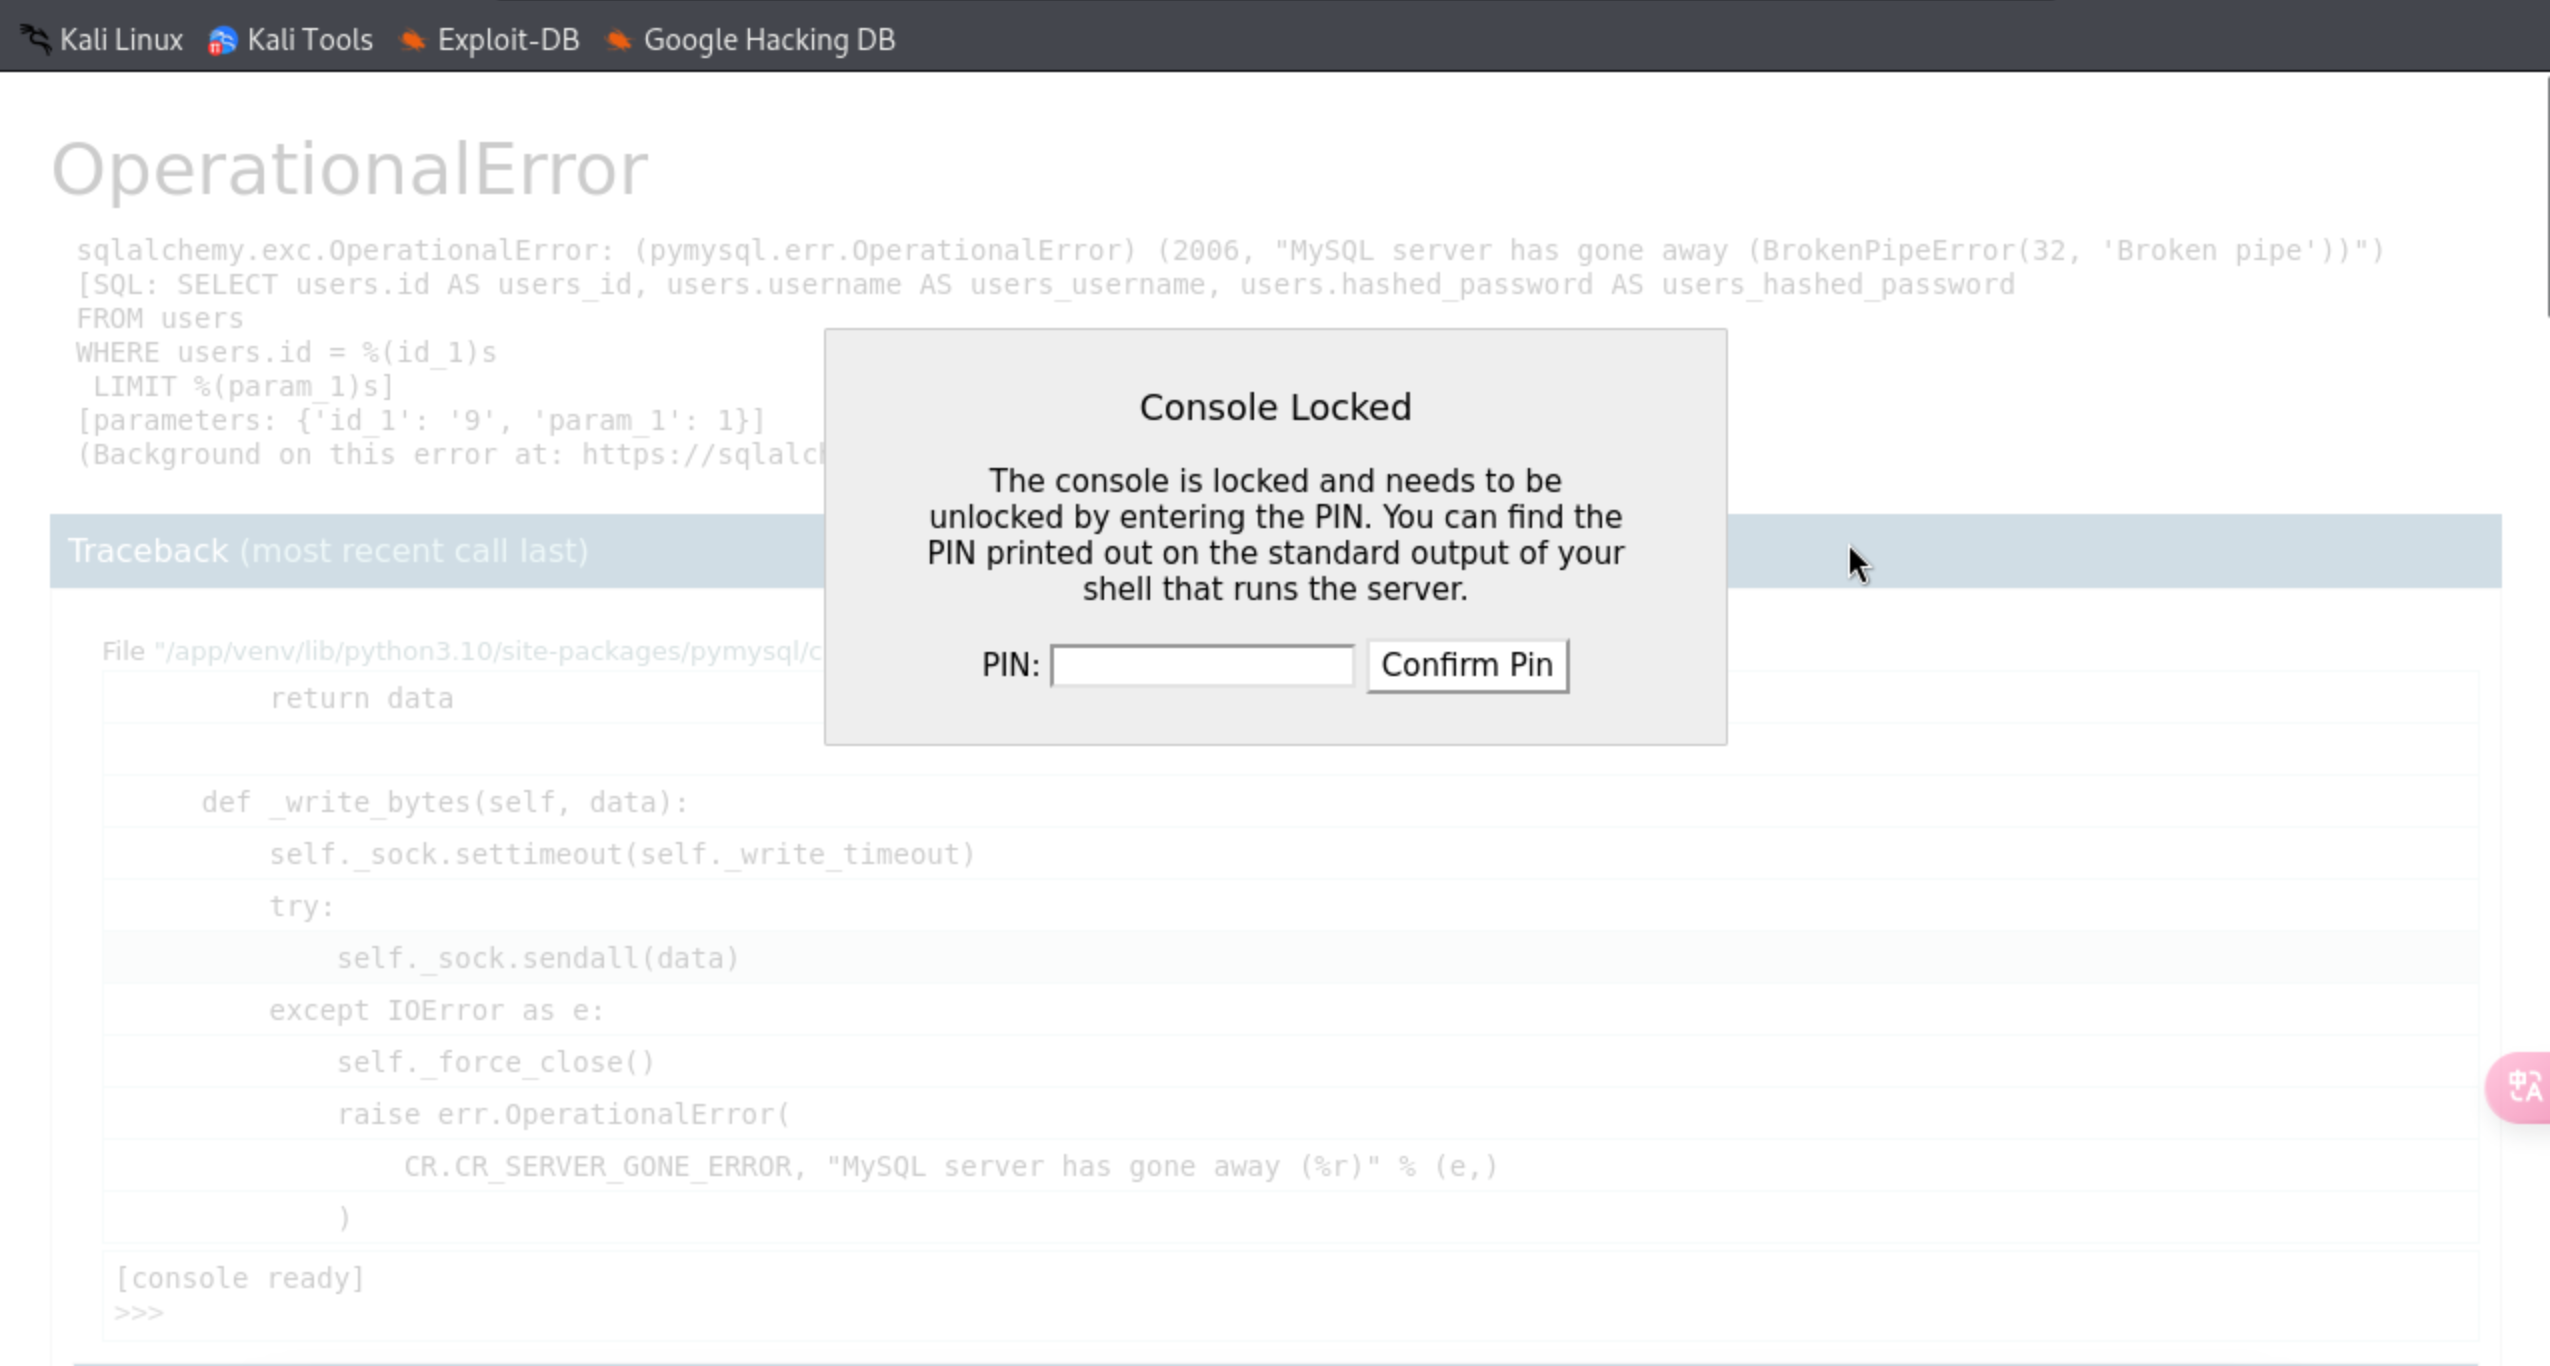 Kali Linux Kali Tools Exploit-DB Google Hacking DB
OperationalError
sqlalchemy.exc.OperationalError: (pymysql.err.OperationalError) (2006, "MySQL server has gone away (BrokenPipeError(32, 'Broken pipe'))")
[SQL: SELECT users.id AS users_id, users.username AS users_username, users.hashed_password AS users_hashed_password
FROM users
WHERE users.id = %(id_1)s
 LIMIT %(param_1)s]
[parameters: {'id_1': '9', 'param_1': 1}]
(Background on this error at: https://sqlalc
Console Locked
The console is locked and needs to be
unlocked by entering the PIN. You can find the
PIN printed out on the standard output of your
shell that runs the server.
PIN: Confirm Pin
Traceback (most recent call last)
File "/app/venv/lib/python3.10/site-packages/pymysql/c
return data
def _write_bytes(self, data):
self._sock.settimeout(self._write_timeout)
try:
self._sock.sendall(data)
except IOError as e:
self._force_close()
raise err.OperationalError(
CR.CR_SERVER_GONE_ERROR, "MySQL server has gone away (%r)" % (e,)
)
[console ready]
>>>
中A